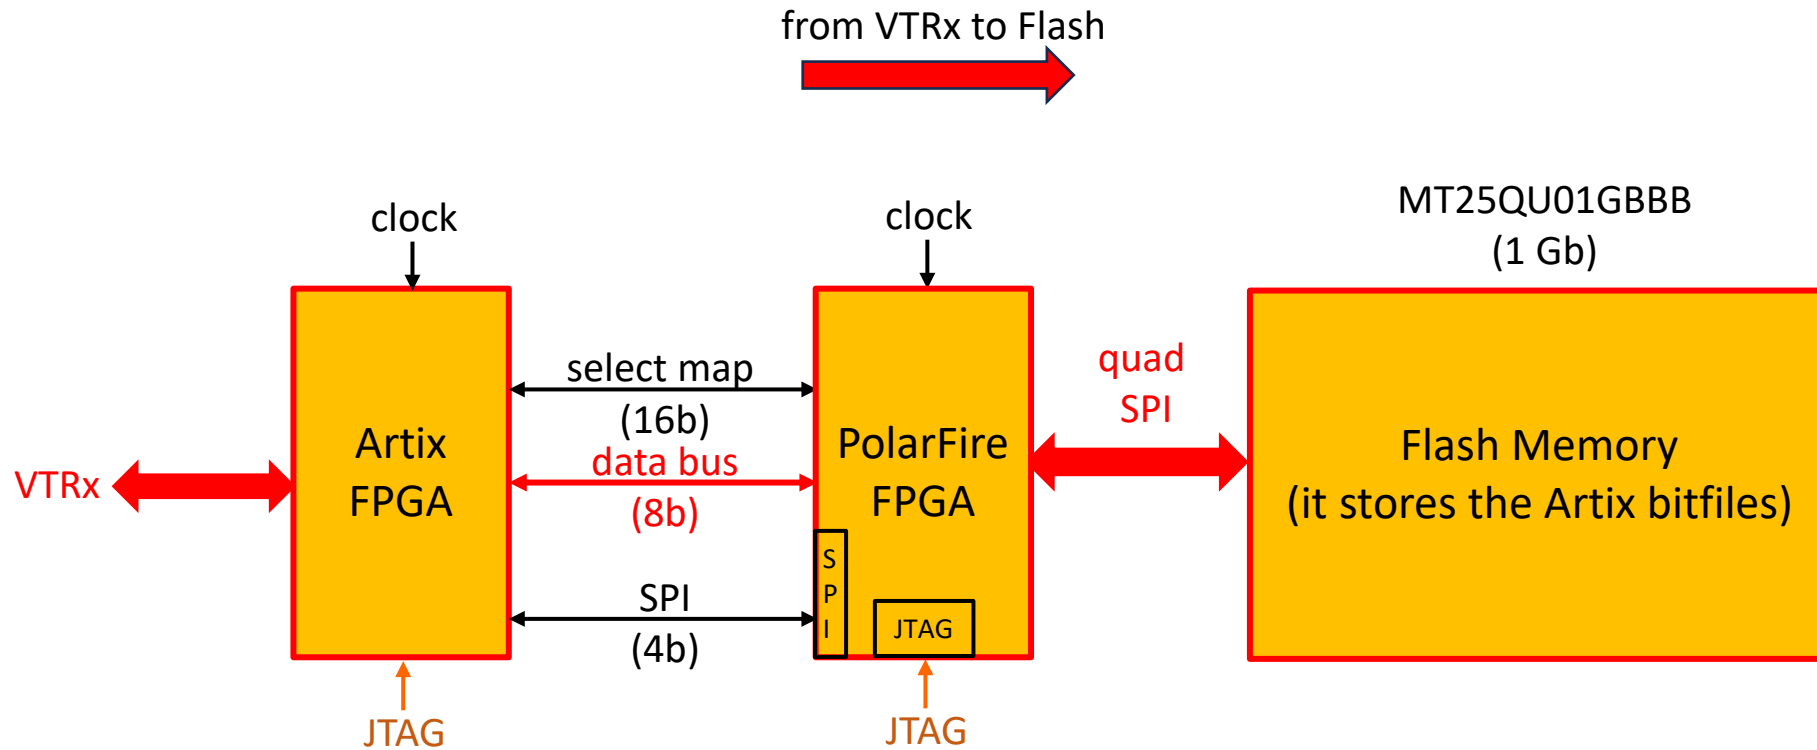 from VTRx to Flash
clock
clock
MT25QU01GBBB
(1 Gb)
select map
(16b)
data bus
(8b)
SPI
(4b)
quad
SPI
VTRx
Artix
FPGA
PolarFire
FPGA
Flash Memory
(it stores the Artix bitfiles)
S
P
I
JTAG
JTAG
JTAG